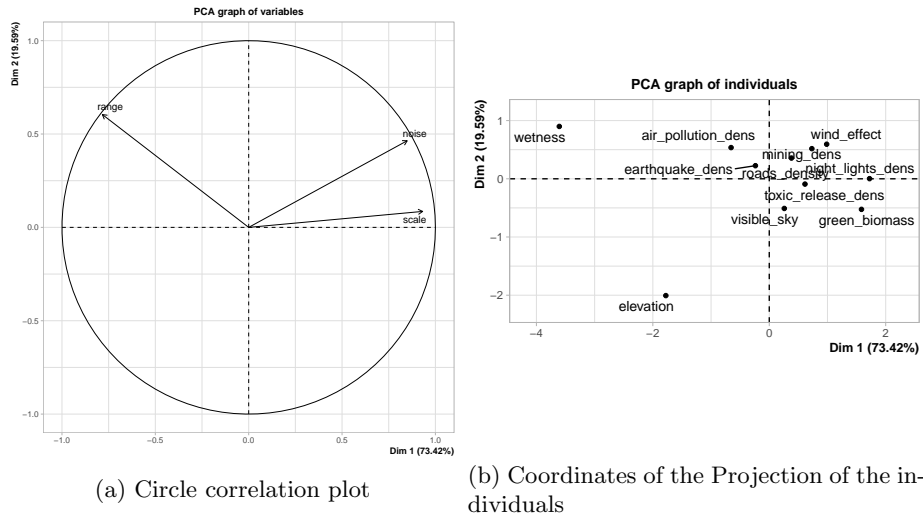 PCA graph of variables
Dim 2 (19.59%)
1.0
0.5
0.0
−0.5
−1.0
range
noise
scale
−1.0
−0.5
0.0
0.5
1.0
Dim 1 (73.42%)
(a) Circle correlation plot
PCA graph of individuals
Dim 2 (19.59%)
1
0
−1
−2
wetness
air_pollution_dens
wind_effect
mining_dens
earthquake_dens
roads_density
night_lights_dens
toxic_release_dens
visible_sky
green_biomass
elevation
−4
−2
0
2
Dim 1 (73.42%)
(b) Coordinates of the Projection of the in-
dividuals